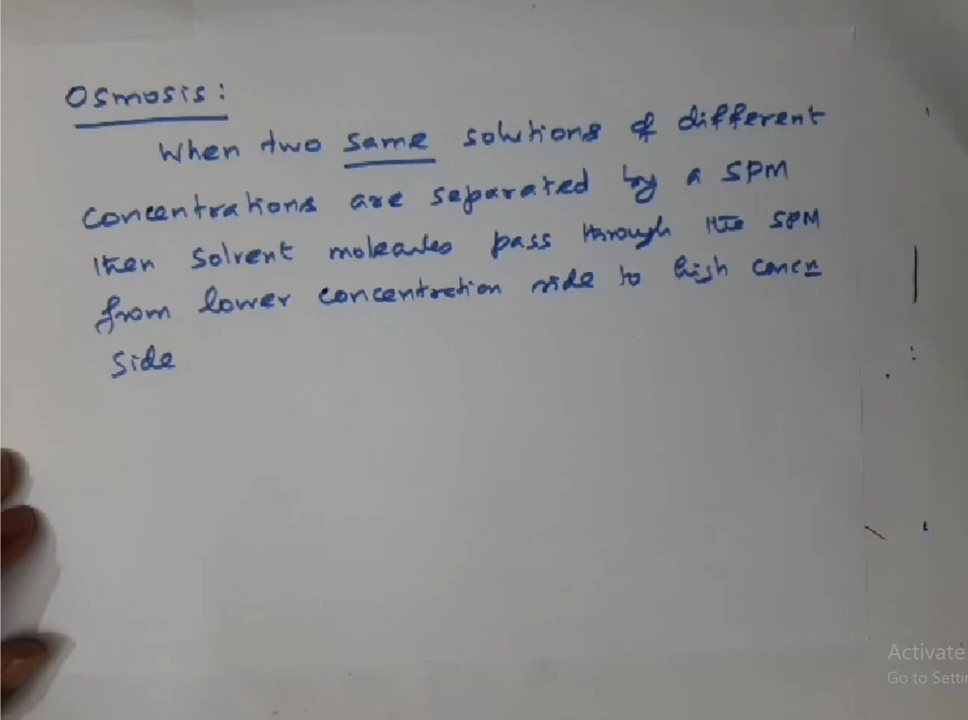 Osmosis:
When two same solutions of different
concentrations are separated by a SPM
then solvent molecules pass through the SPM
from lower concentration side to high concn
side
Activate
Go to Settin